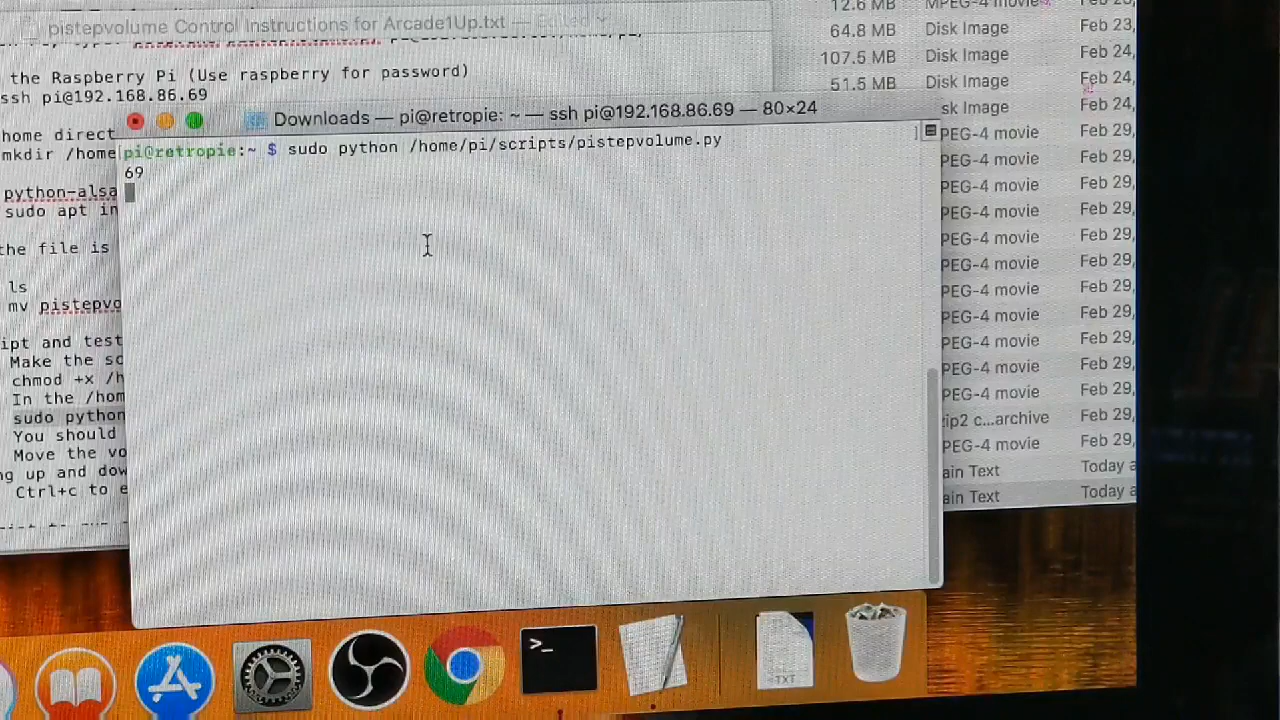 pistepvolume Control Instructions for Arcade1Up.txt — Edited
the Raspberry Pi (Use raspberry for password)
ssh pi@192.168.86.69
home direct
mkdir /home
python-alsa
sudo apt in
the file is
ls
mv pistepvo
ipt and test
Make the sc
chmod +x /h
In the /hom
sudo python
You should
Move the vo
ng up and dow
Ctrl+c to e
Downloads — pi@retropie: ~ — ssh pi@192.168.86.69 — 80×24
pi@retropie:~ $ sudo python /home/pi/scripts/pistepvolume.py
69
12.6 MB MPEG-4 movie Feb 23,
64.8 MB Disk Image Feb 23,
107.5 MB Disk Image Feb 24,
51.5 MB Disk Image Feb 24,
sk Image Feb 24,
PEG-4 movie Feb 29,
PEG-4 movie Feb 29,
PEG-4 movie Feb 29,
PEG-4 movie Feb 29,
PEG-4 movie Feb 29,
PEG-4 movie Feb 29,
PEG-4 movie Feb 29,
PEG-4 movie Feb 29,
PEG-4 movie Feb 29,
PEG-4 movie Feb 29,
PEG-4 movie Feb 29,
ip2 c...archive Feb 29,
PEG-4 movie Feb 29,
ain Text Today a
ain Text Today a
>_
TXT